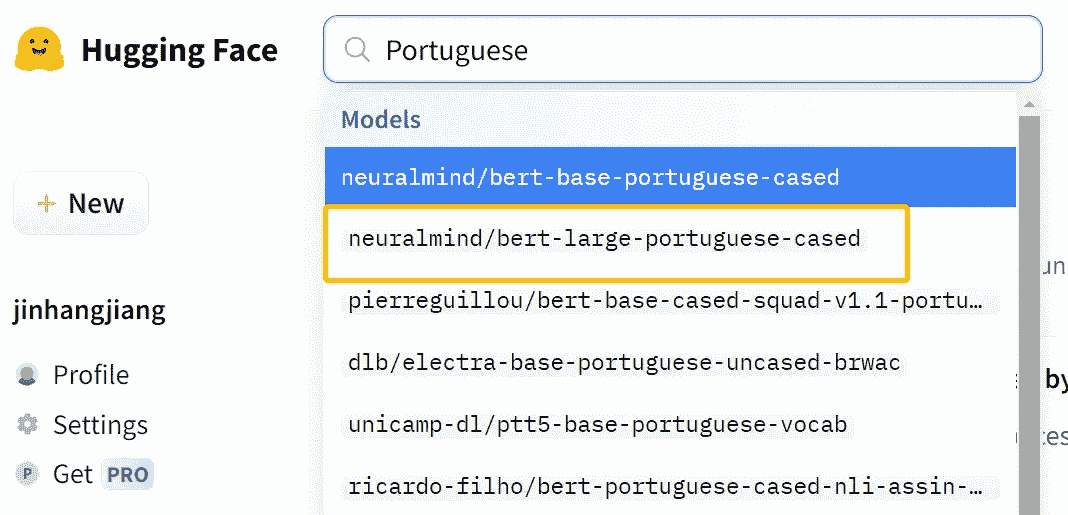 Hugging Face
Portuguese
Models
neuralmind/bert-base-portuguese-cased
+ New
neuralmind/bert-large-portuguese-cased
pierreguillou/bert-base-cased-squad-v1.1-portu…
jinhangjiang
dlb/electra-base-portuguese-uncased-brwac
by
Profile
unicamp-dl/ptt5-base-portuguese-vocab
Settings
P Get PRO
ricardo-filho/bert-portuguese-cased-nli-assin-…